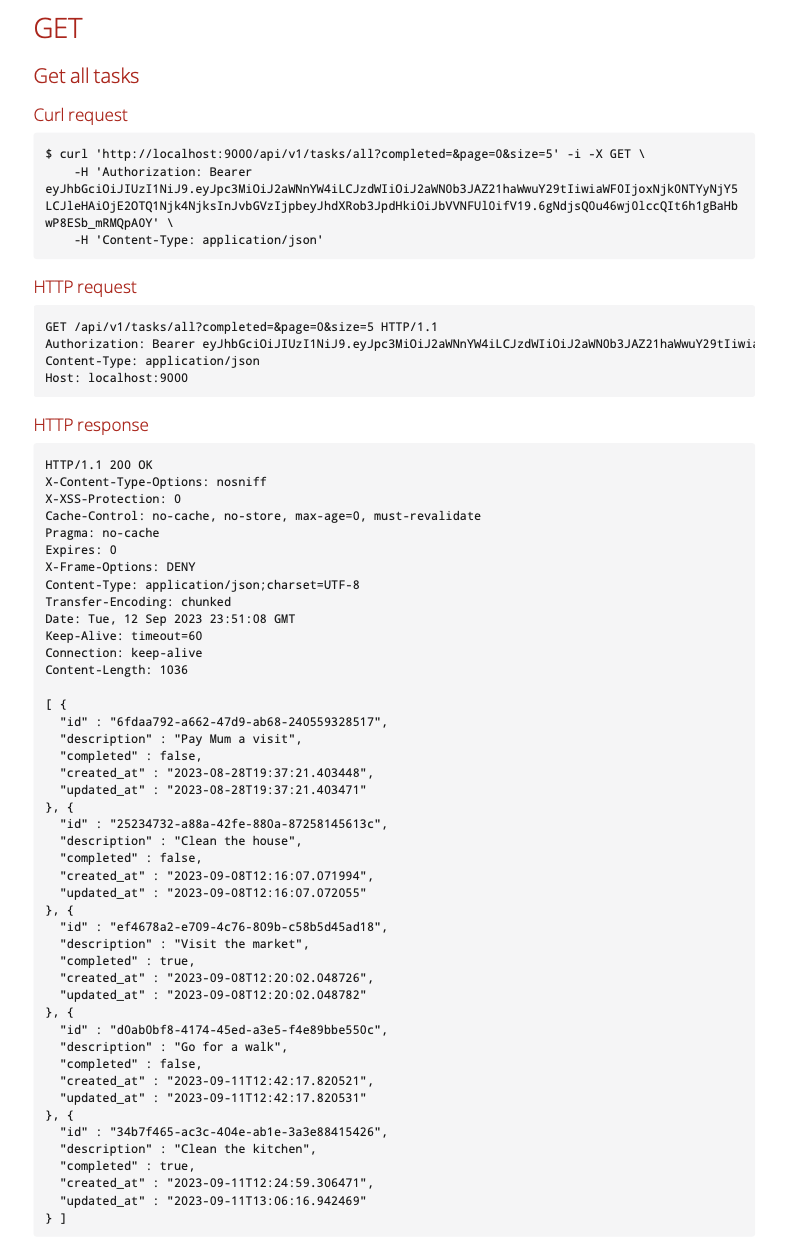 GET
Get all tasks
Curl request
$ curl 'http://localhost:9000/api/v1/tasks/all?completed=&page=0&size=5' -i -X GET \
    -H 'Authorization: Bearer
eyJhbGciOiJIUzI1NiJ9.eyJpc3MiOiJ2aWNnYW4iLCJzdWIiOiJ2aWN0b3JAZ21haWwuY29tIiwiaWF0IjoxNjk0NTYyNjY5
LCJleHAiOjE2OTQ1Njk4NjksInJvbGVzIjpbeyJhdXRob3JpdHkiOiJbVVNFUl0ifV19.6gNdjsQ0u46wj0lccQIt6h1gBaHb
wP8ESb_mRMQpA0Y' \
    -H 'Content-Type: application/json'
HTTP request
GET /api/v1/tasks/all?completed=&page=0&size=5 HTTP/1.1
Authorization: Bearer eyJhbGciOiJIUzI1NiJ9.eyJpc3MiOiJ2aWNnYW4iLCJzdWIiOiJ2aWN0b3JAZ21haWwuY29tIiwia
Content-Type: application/json
Host: localhost:9000
HTTP response
HTTP/1.1 200 OK
X-Content-Type-Options: nosniff
X-XSS-Protection: 0
Cache-Control: no-cache, no-store, max-age=0, must-revalidate
Pragma: no-cache
Expires: 0
X-Frame-Options: DENY
Content-Type: application/json;charset=UTF-8
Transfer-Encoding: chunked
Date: Tue, 12 Sep 2023 23:51:08 GMT
Keep-Alive: timeout=60
Connection: keep-alive
Content-Length: 1036
[ {
  "id" : "6fdaa792-a662-47d9-ab68-240559328517",
  "description" : "Pay Mum a visit",
  "completed" : false,
  "created_at" : "2023-08-28T19:37:21.403448",
  "updated_at" : "2023-08-28T19:37:21.403471"
}, {
  "id" : "25234732-a88a-42fe-880a-87258145613c",
  "description" : "Clean the house",
  "completed" : false,
  "created_at" : "2023-09-08T12:16:07.071994",
  "updated_at" : "2023-09-08T12:16:07.072055"
}, {
  "id" : "ef4678a2-e709-4c76-809b-c58b5d45ad18",
  "description" : "Visit the market",
  "completed" : true,
  "created_at" : "2023-09-08T12:20:02.048726",
  "updated_at" : "2023-09-08T12:20:02.048782"
}, {
  "id" : "d0ab0bf8-4174-45ed-a3e5-f4e89bbe550c",
  "description" : "Go for a walk",
  "completed" : false,
  "created_at" : "2023-09-11T12:42:17.820521",
  "updated_at" : "2023-09-11T12:42:17.820531"
}, {
  "id" : "34b7f465-ac3c-404e-ab1e-3a3e88415426",
  "description" : "Clean the kitchen",
  "completed" : true,
  "created_at" : "2023-09-11T12:24:59.306471",
  "updated_at" : "2023-09-11T13:06:16.942469"
} ]